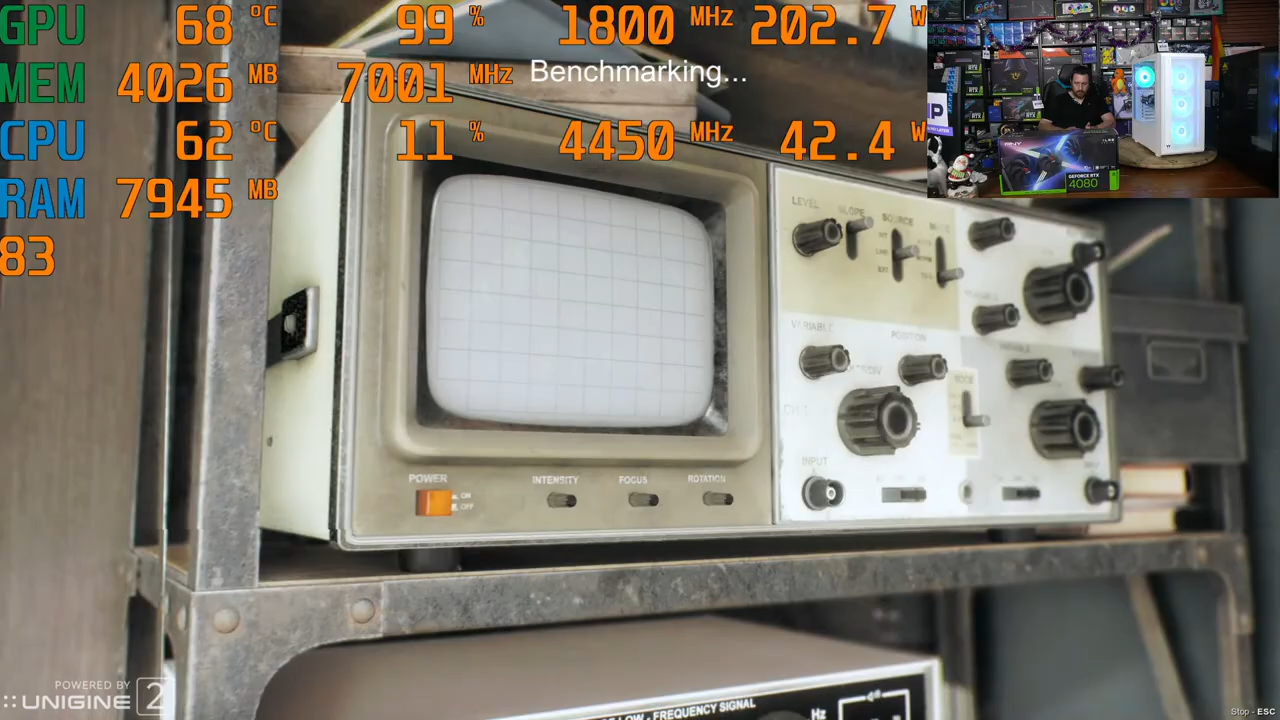 GPU 68 °C 99 % 1800 MHz 202.7 W
MEM 4026 MB 7001 MHz
Benchmarking...
CPU 62 °C 11 % 4450 MHz 42.4 W
RAM 7945 MB
83
PNY
GEFORCE RTX
4080
LEVEL SLOPE SOURCE
VARIABLE POSITION
INPUT
POWER INTENSITY FOCUS ROTATION
ON
OFF
LOW - FREQUENCY SIGNAL
Hz
POWERED BY
UNIGINE 2
Stop - ESC